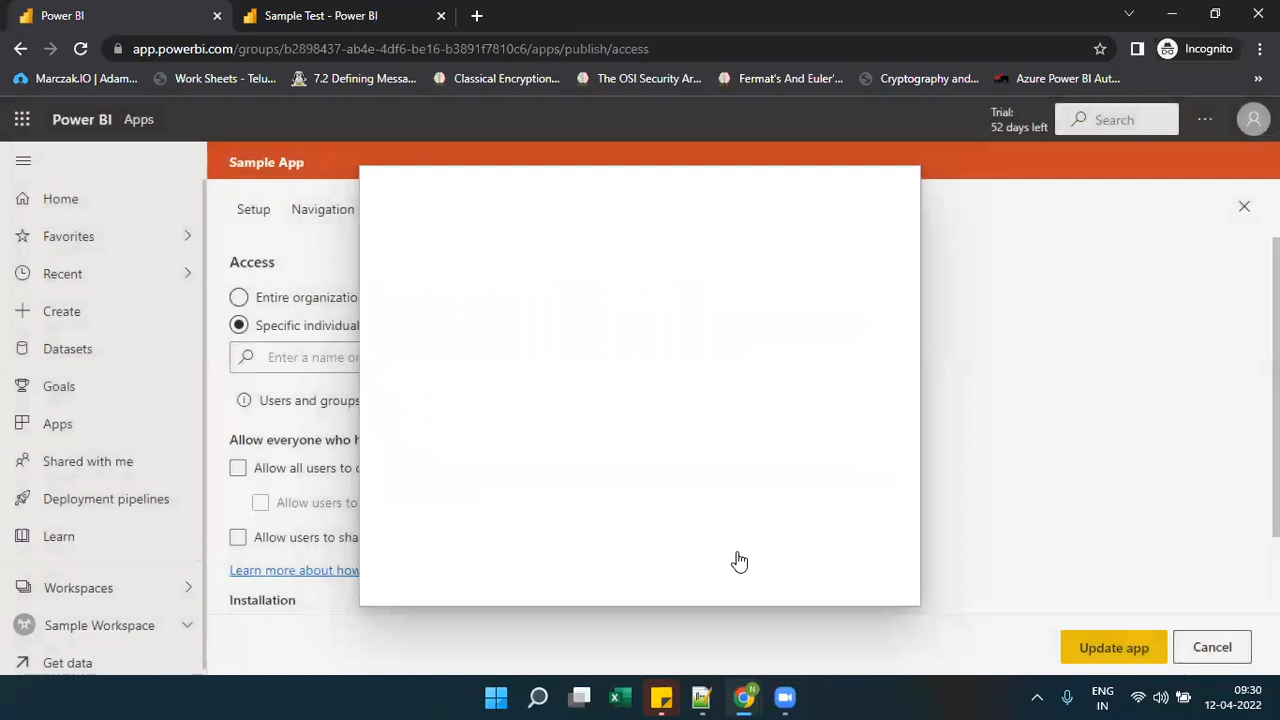 Power BI
Sample Test - Power BI
app.powerbi.com/groups/b2898437-ab4e-4df6-be16-b3891f7810c6/apps/publish/access
Incognito
Marczak.IO | Adam...
Work Sheets - Telu...
7.2 Defining Messa...
Classical Encryption...
The OSI Security Ar...
Fermat's And Euler'...
Cryptography and...
Azure Power BI Aut...
Power BI Apps
Trial:
52 days left
Search
Home
Favorites
Recent
Create
Datasets
Goals
Apps
Shared with me
Deployment pipelines
Learn
Workspaces
Sample Workspace
Get data
Sample App
Setup
Navigation
Access
Entire organizatio
Specific individual
Enter a name or
Users and groups
Allow everyone who h
Allow all users to c
Allow users to
Allow users to sha
Learn more about how
Installation
Update app
Cancel
ENG
IN
09:30
12-04-2022